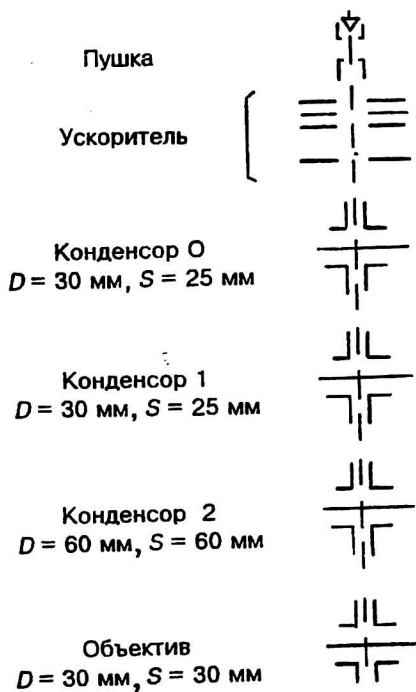 Пушка
Ускоритель
Конденсор О
D = 30 мм, S = 25 мм
Конденсор 1
D = 30 мм, S = 25 мм
Конденсор 2
D = 60 мм, S = 60 мм
Объектив
D = 30 мм, S = 30 мм